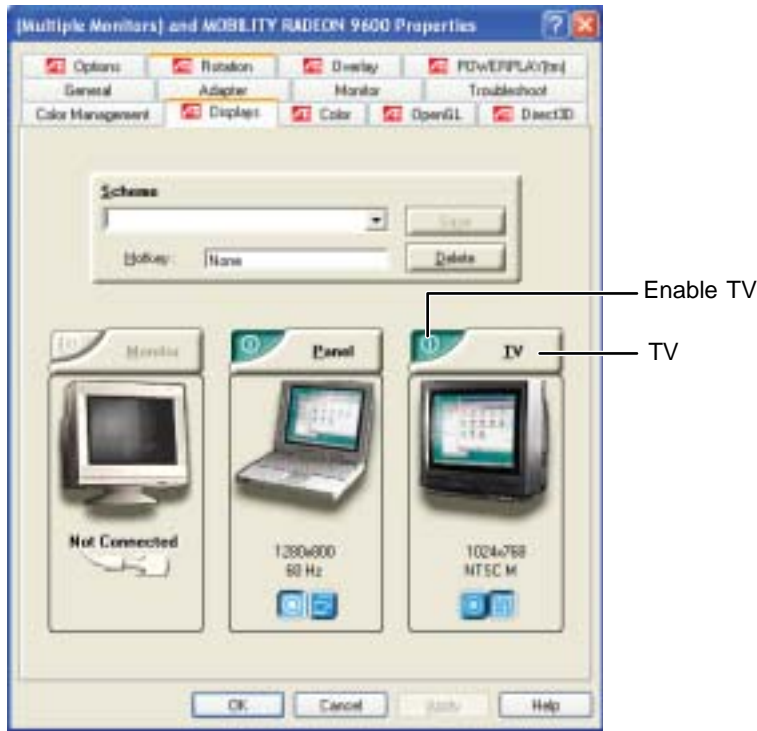 (Multiple Monitors) and MOBILITY RADEON 9600 Properties
Options Rotation Overlay POWERPLAY(tm)
General Adapter Monitor Troubleshoot
Color Management Displays Color OpenGL Direct3D
Scheme
Save
Hotkey: None Delete
Enable TV
Monitor Panel TV
TV
Not Connected
1280x800
60 Hz
1024x768
NTSC M
OK Cancel Apply Help